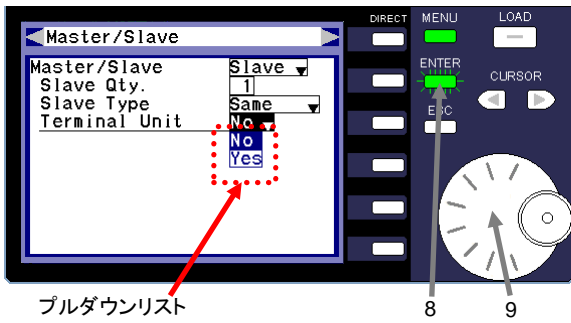 DIRECT MENU LOAD
Master/Slave
Master/Slave Slave
Slave Qty. 1
Slave Type Same
Terminal Unit No
No
Yes
ENTER
CURSOR
ESC
プルダウンリスト
8 9